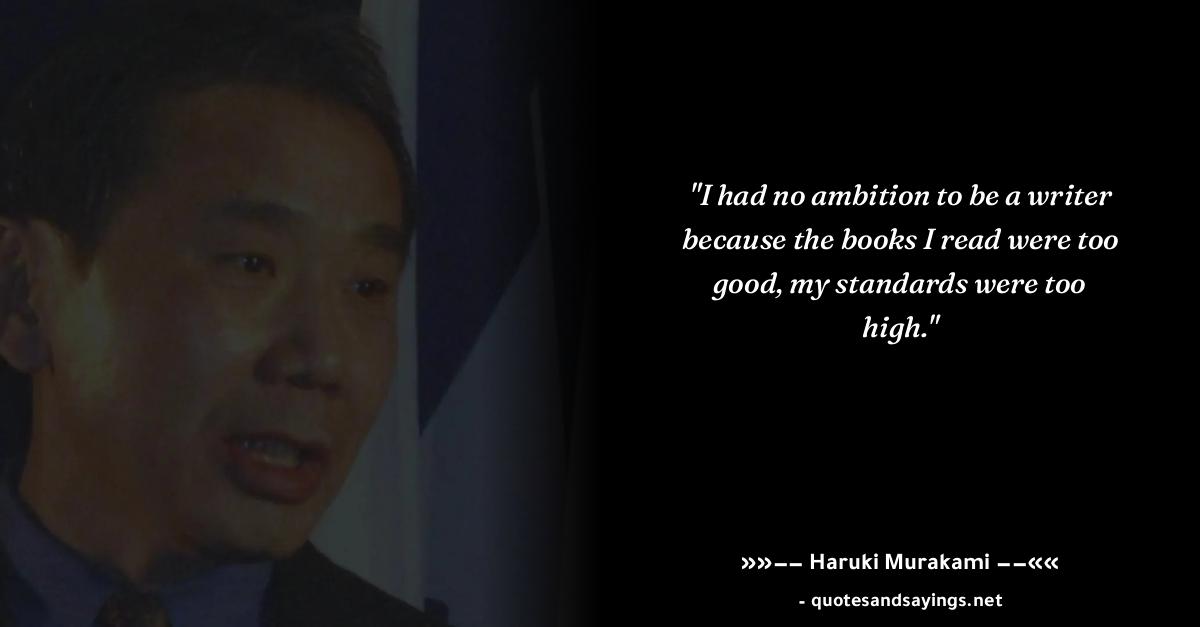 "I had no ambition to be a writer
because the books I read were too
good, my standards were too
high."
»»–– Haruki Murakami ––««
- quotesandsayings.net